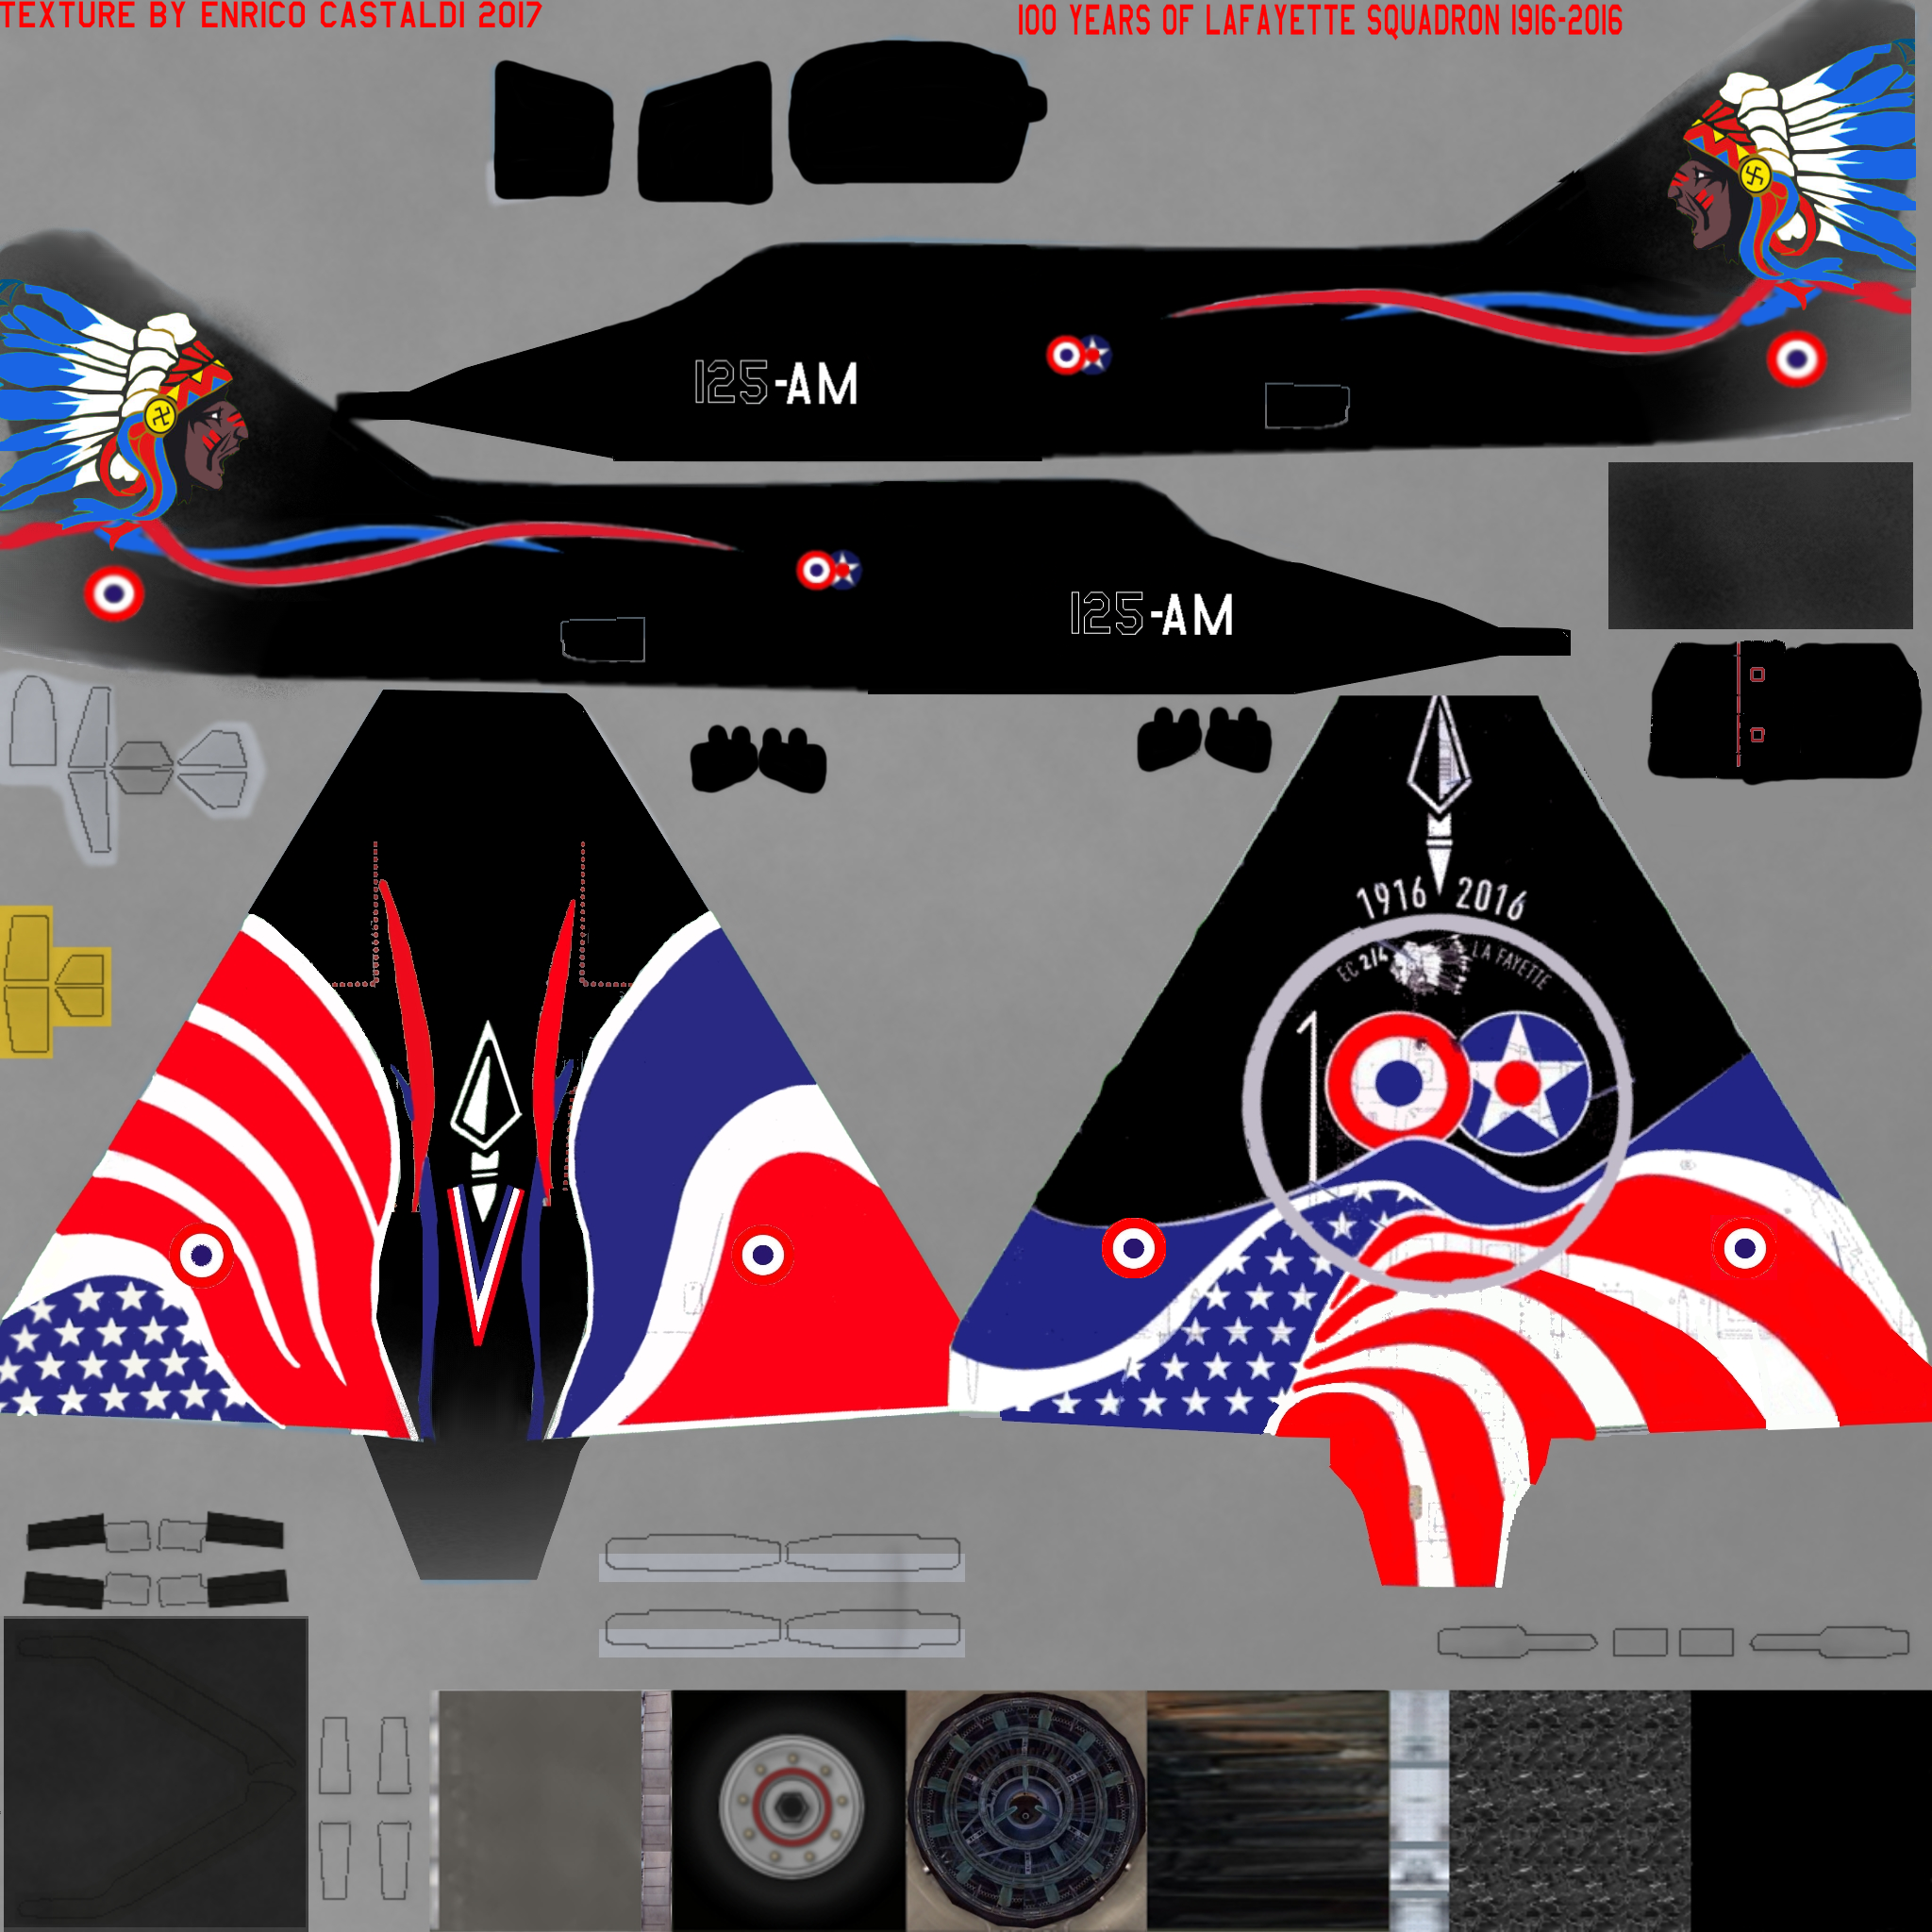 TEXTURE BY ENRICO CASTALDI 2017
100 YEARS OF LAFAYETTE SQUADRON 1916-2016
125-AM
125-AM
1916 2016
EC 2/4 LA FAYETTE
100